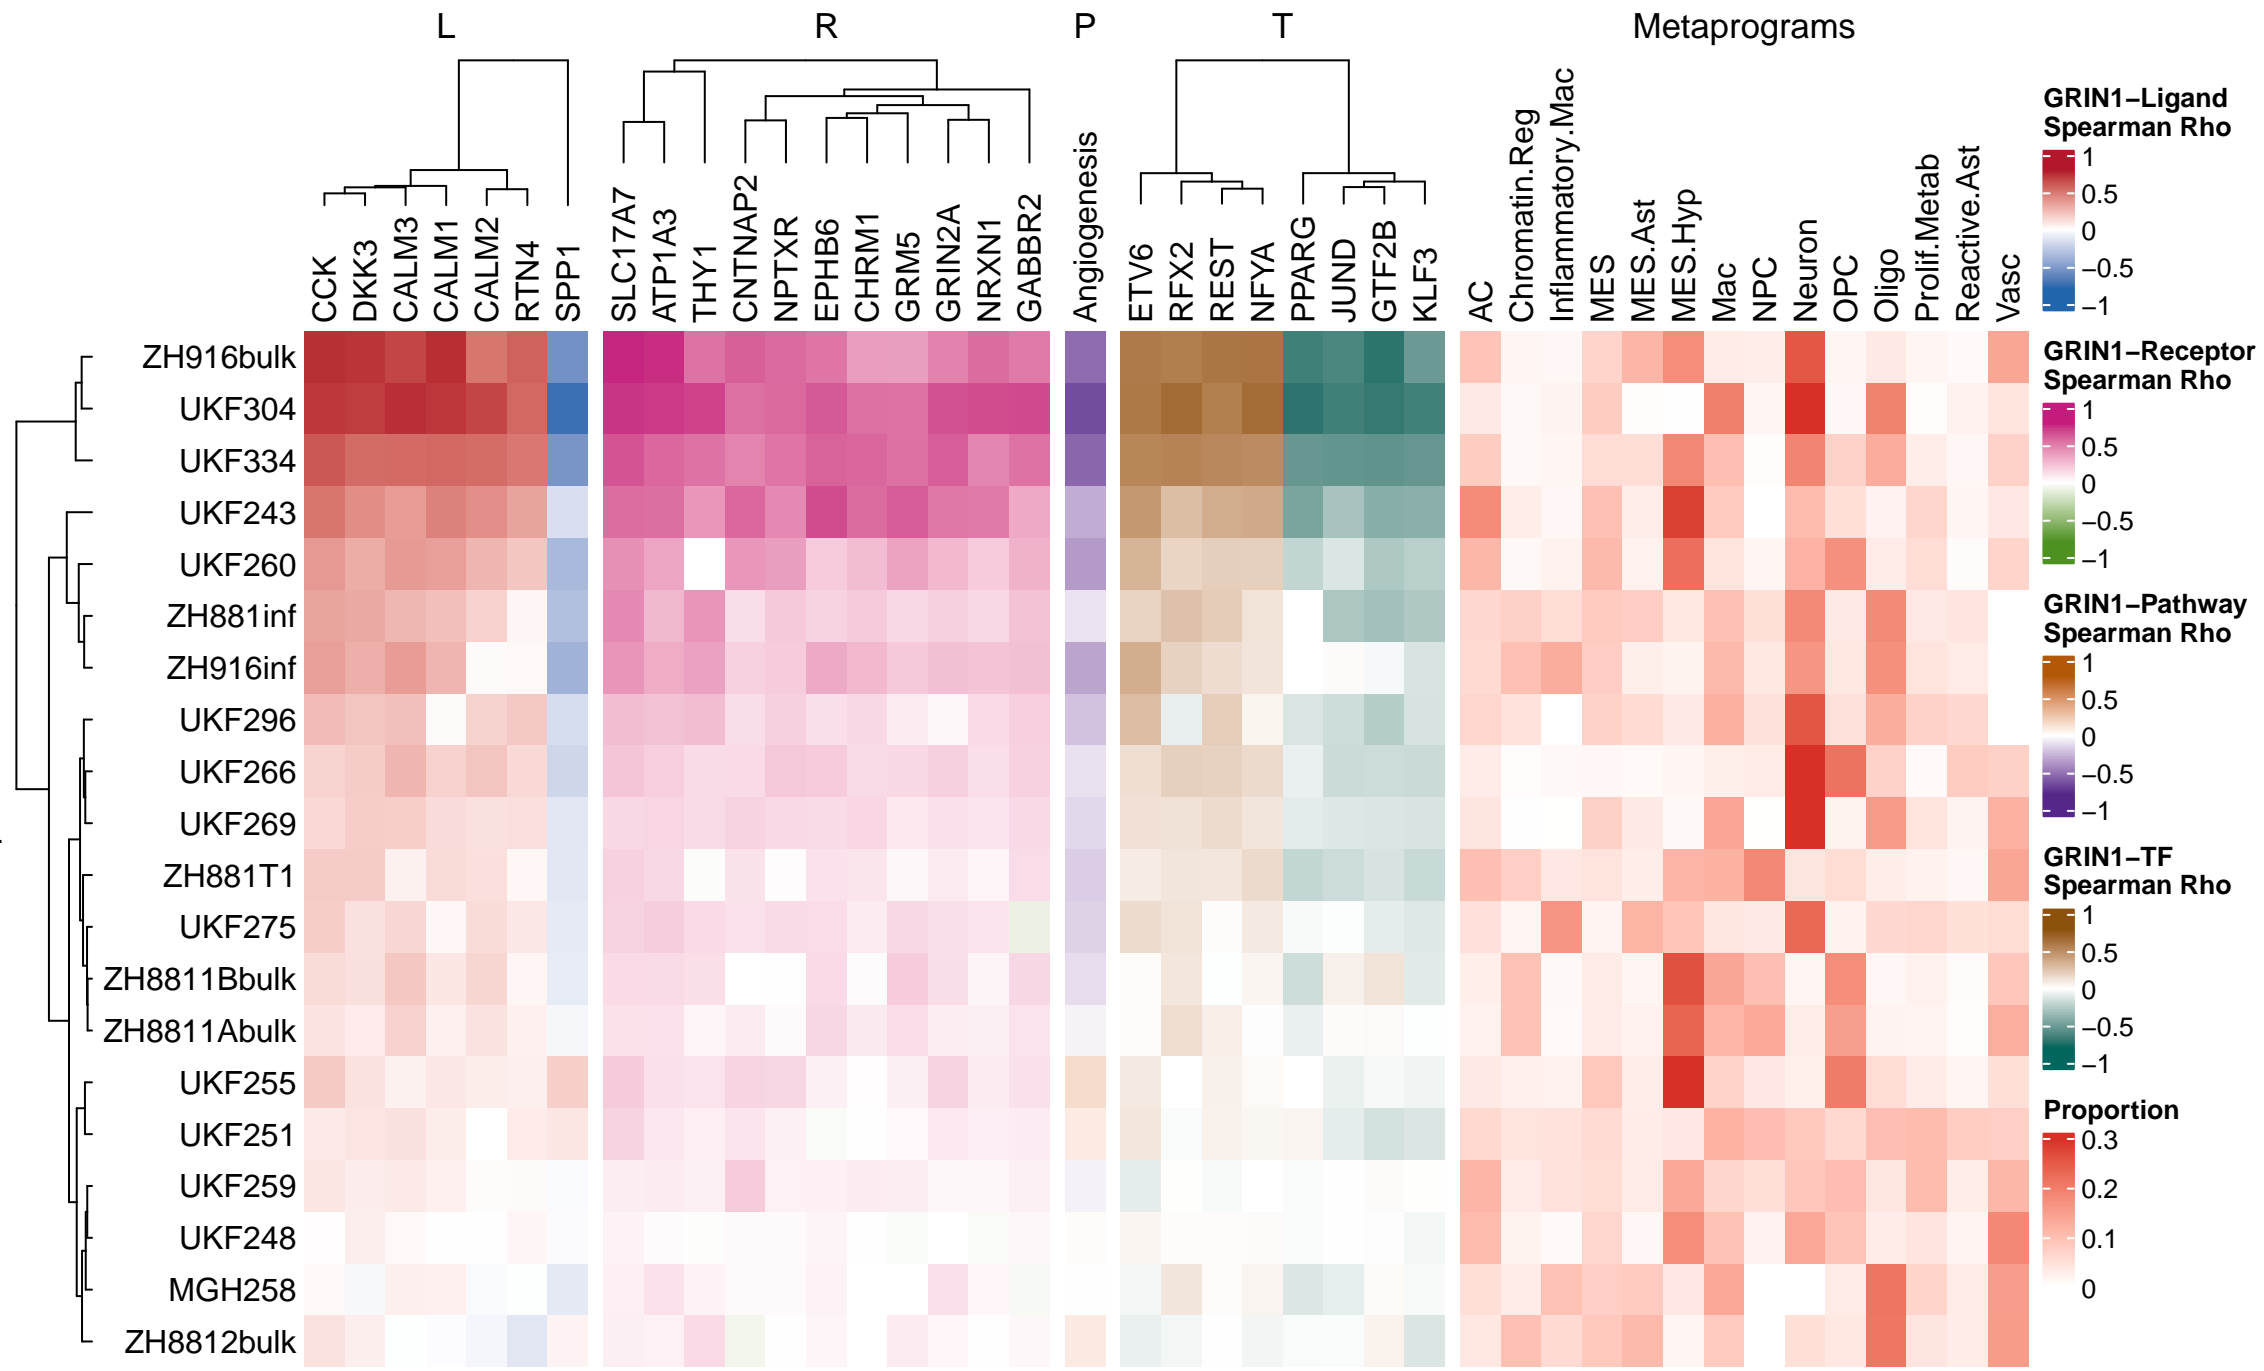 L
R
P
T
Metaprograms
CCK
DKK3
CALM3
CALM1
CALM2
RTN4
SPP1
SLC17A7
ATP1A3
THY1
CNTNAP2
NPTXR
EPHB6
CHRM1
GRM5
GRIN2A
NRXN1
GABBR2
Angiogenesis
ETV6
RFX2
REST
NFYA
PPARG
JUND
GTF2B
KLF3
AC
Chromatin.Reg
Inflammatory.Mac
MES
MES.Ast
MES.Hyp
Mac
NPC
Neuron
OPC
Oligo
Prolif.Metab
Reactive.Ast
Vasc
ZH916bulk
UKF304
UKF334
UKF243
UKF260
ZH881inf
ZH916inf
UKF296
UKF266
UKF269
ZH881T1
UKF275
ZH8811Bbulk
ZH8811Abulk
UKF255
UKF251
UKF259
UKF248
MGH258
ZH8812bulk
GRIN1−Ligand
Spearman Rho
1
0.5
0
−0.5
−1
GRIN1−Receptor
Spearman Rho
1
0.5
0
−0.5
−1
GRIN1−Pathway
Spearman Rho
1
0.5
0
−0.5
−1
GRIN1−TF
Spearman Rho
1
0.5
0
−0.5
−1
Proportion
0.3
0.2
0.1
0